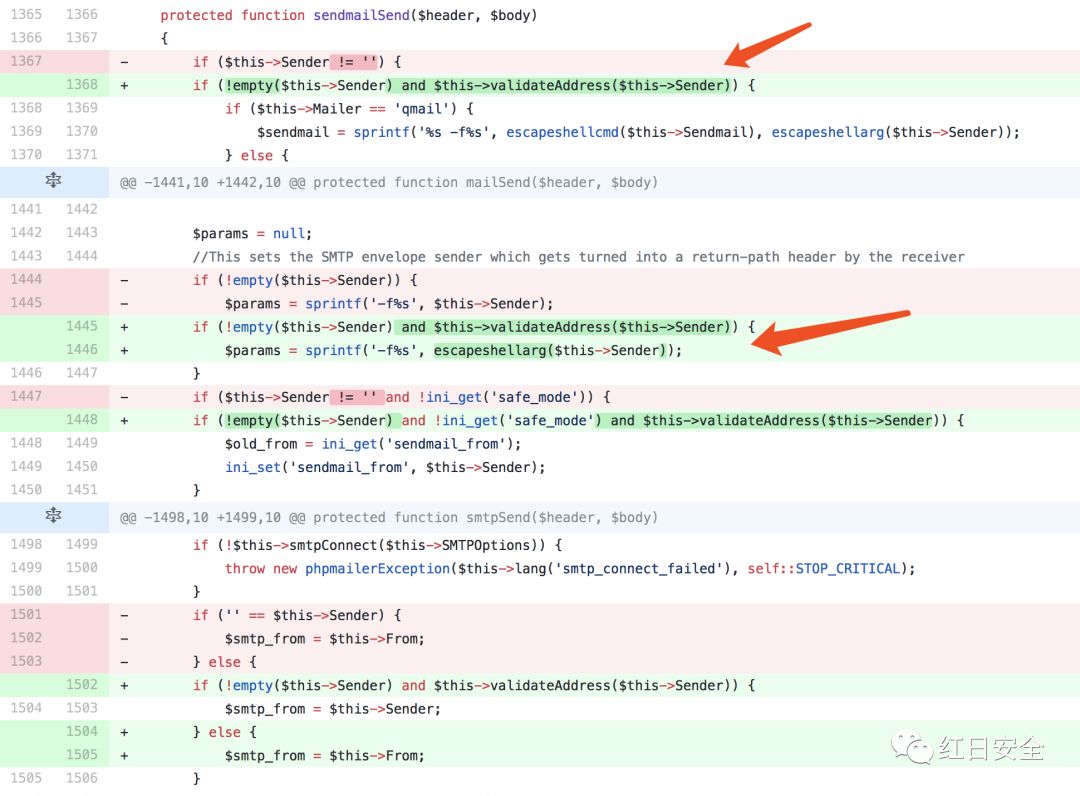 1365 1366 protected function sendmailSend($header, $body)
1366 1367 {
1367 - if ($this->Sender != '') {
1368 + if (!empty($this->Sender) and $this->validateAddress($this->Sender)) {
1368 1369 if ($this->Mailer == 'qmail') {
1369 1370 $sendmail = sprintf('%s -f%s', escapeshellcmd($this->Sendmail), escapeshellarg($this->Sender));
1370 1371 } else {
@@ -1441,10 +1442,10 @@ protected function mailSend($header, $body)
1441 1442
1442 1443 $params = null;
1443 1444 //This sets the SMTP envelope sender which gets turned into a return-path header by the receiver
1444 - if (!empty($this->Sender)) {
1445 - $params = sprintf('-f%s', $this->Sender);
1445 + if (!empty($this->Sender) and $this->validateAddress($this->Sender)) {
1446 + $params = sprintf('-f%s', escapeshellarg($this->Sender));
1446 1447 }
1447 - if ($this->Sender != '' and !ini_get('safe_mode')) {
1448 + if (!empty($this->Sender) and !ini_get('safe_mode') and $this->validateAddress($this->Sender)) {
1448 1449 $old_from = ini_get('sendmail_from');
1449 1450 ini_set('sendmail_from', $this->Sender);
1450 1451 }
@@ -1498,10 +1499,10 @@ protected function smtpSend($header, $body)
1498 1499 if (!$this->smtpConnect($this->SMTPOptions)) {
1499 1500 throw new phpmailerException($this->lang('smtp_connect_failed'), self::STOP_CRITICAL);
1500 1501 }
1501 - if ('' == $this->Sender) {
1502 - $smtp_from = $this->From;
1503 - } else {
1502 + if (!empty($this->Sender) and $this->validateAddress($this->Sender)) {
1504 1503 $smtp_from = $this->Sender;
1504 + } else {
1505 + $smtp_from = $this->From;
1505 1506 }
红日安全